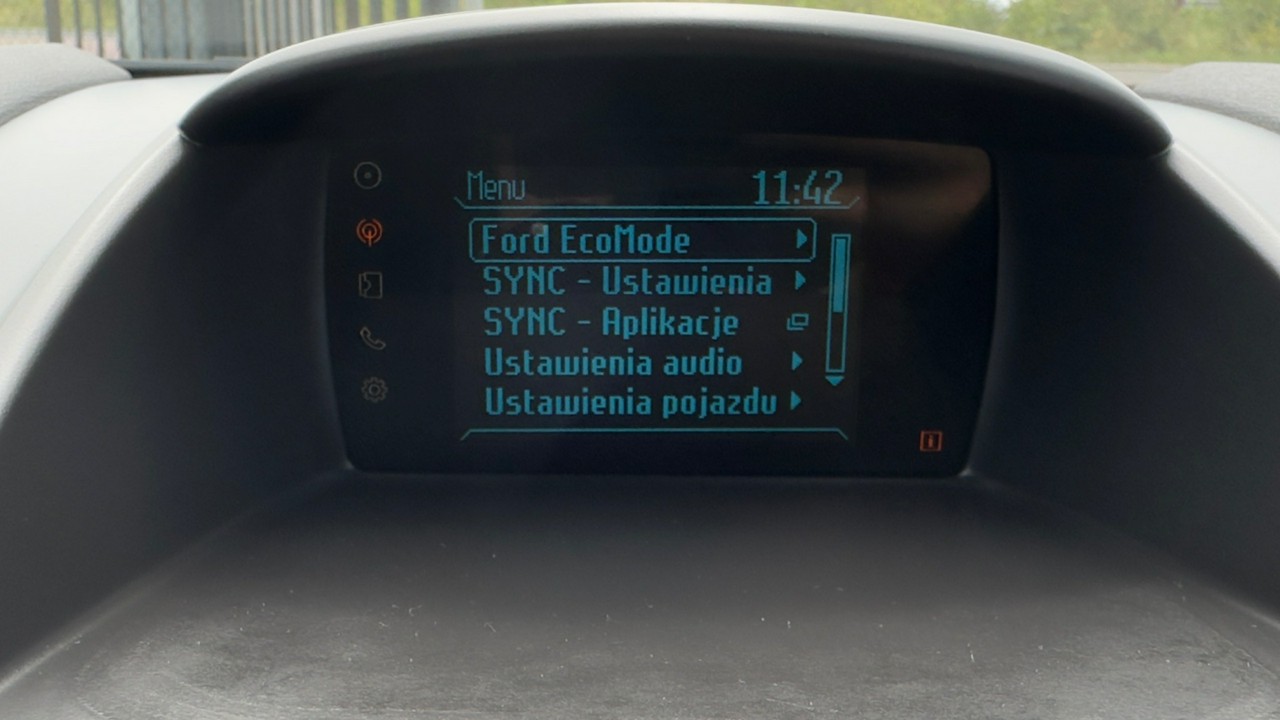 Menu 11:42
Ford EcoMode
SYNC - Ustawienia
SYNC - Aplikacje
Ustawienia audio
Ustawienia pojazdu